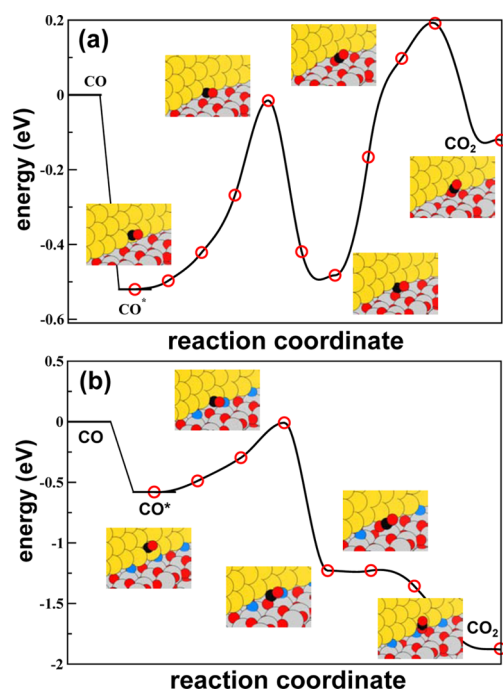 (a)
0.2
0
-0.2
-0.4
-0.6
energy (eV)
CO
CO*
CO2
reaction coordinate
(b)
0.5
0
-0.5
-1
-1.5
-2
energy (eV)
CO
CO*
CO2
reaction coordinate